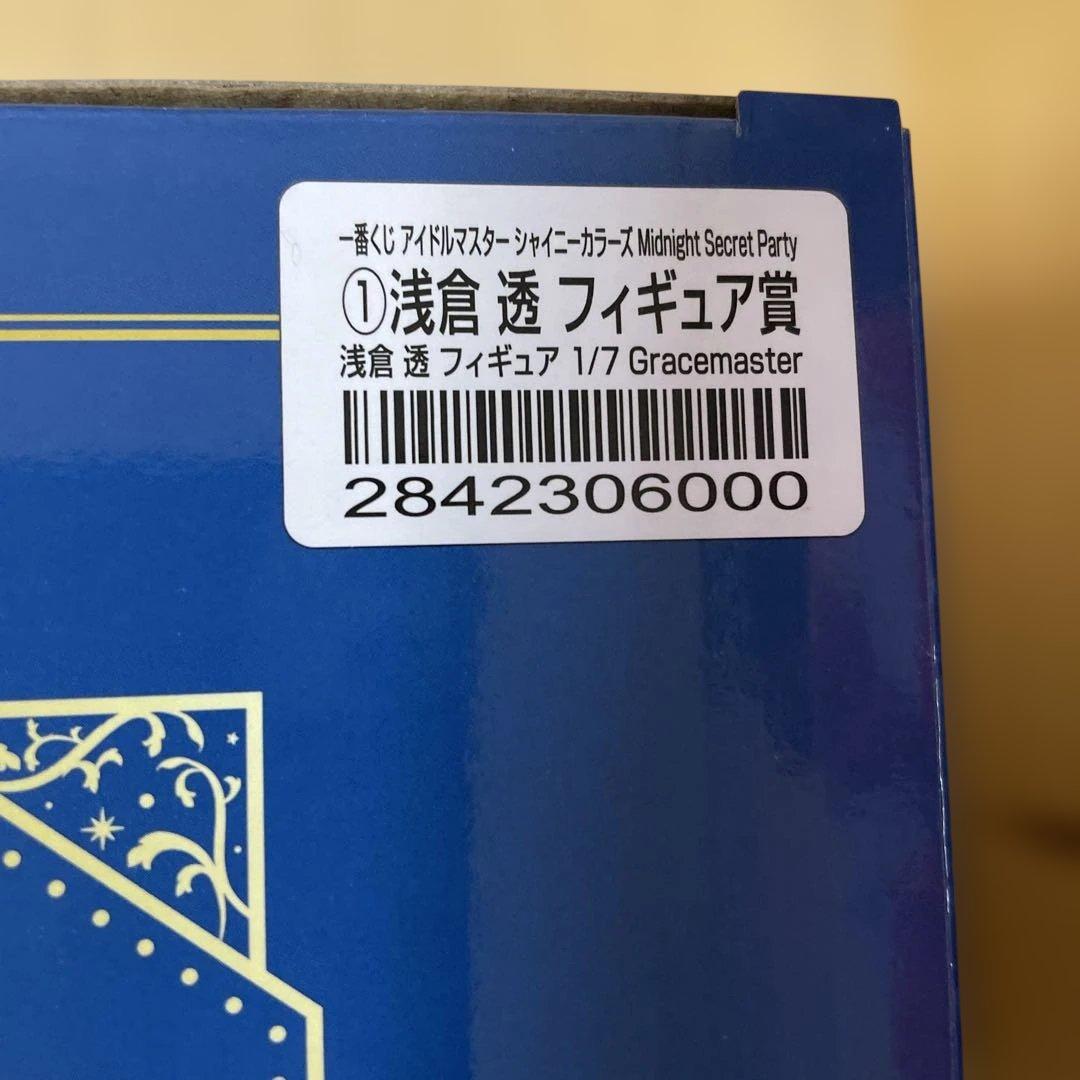 一番くじ アイドルマスター シャイニーカラーズ Midnight Secret Party
①浅倉 透 フィギュア賞
浅倉 透 フィギュア 1/7 Gracemaster
2842306000